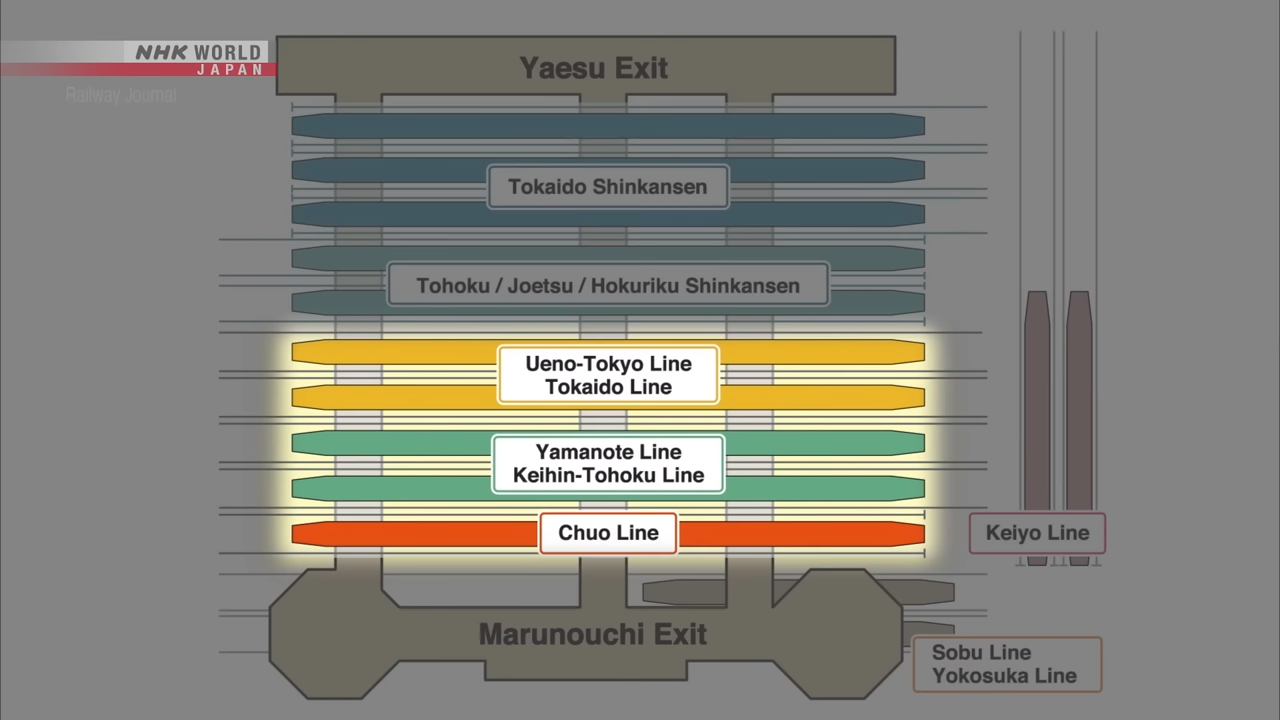 NHK WORLD
JAPAN
Railway Journal
Yaesu Exit
Tokaido Shinkansen
Tohoku / Joetsu / Hokuriku Shinkansen
Ueno-Tokyo Line
Tokaido Line
Yamanote Line
Keihin-Tohoku Line
Chuo Line
Keiyo Line
Marunouchi Exit
Sobu Line
Yokosuka Line